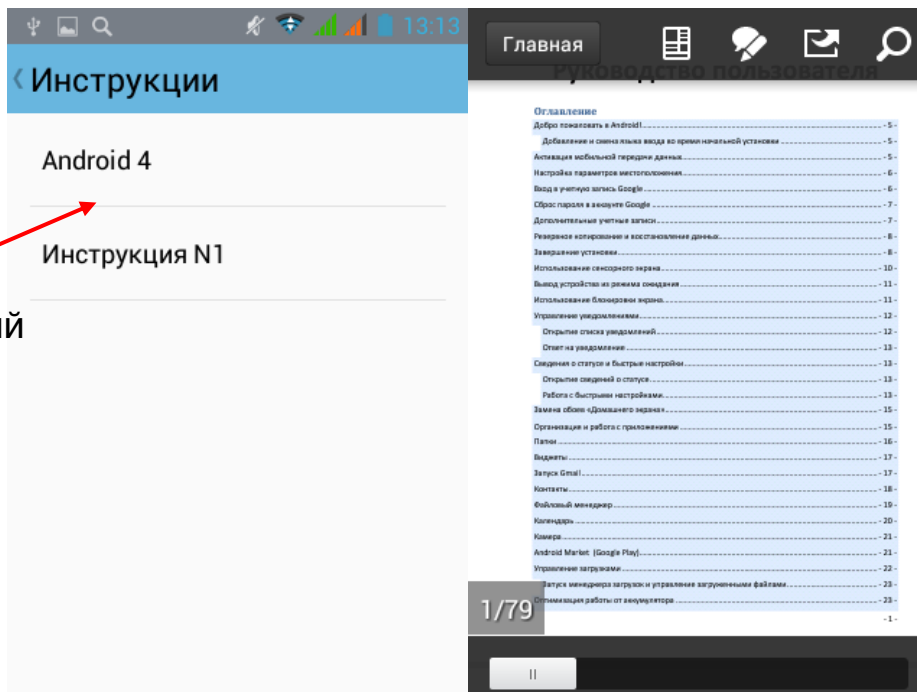 13:13
Инструкции
Android 4
Инструкция N1
ий
Главная
Руководство пользователя
Оглавление
Добро пожаловать в Android! - 5 -
Добавление и смена языка ввода во время начальной установки - 5 -
Активация мобильной передачи данных - 5 -
Настройка параметров местоположения - 6 -
Вход в учетную запись Google - 6 -
Сброс пароля в аккаунте Google - 7 -
Дополнительные учетные записи - 7 -
Резервное копирование и восстановление данных - 8 -
Завершение установки - 8 -
Использование сенсорного экрана - 10 -
Вывод устройства из режима ожидания - 11 -
Использование блокировки экрана - 11 -
Управление уведомлениями - 12 -
Открытие списка уведомлений - 12 -
Ответ на уведомление - 13 -
Сведения о статусе и быстрые настройки - 13 -
Открытие сведений о статусе - 13 -
Работа с быстрыми настройками - 13 -
Замена обоев «Домашнего экрана» - 15 -
Организация и работа с приложениями - 15 -
Папки - 16 -
Виджеты - 17 -
Запуск Gmail - 17 -
Контакты - 18 -
Файловый менеджер - 19 -
Календарь - 20 -
Камера - 21 -
Android Market (Google Play) - 21 -
Управление загрузками - 22 -
Запуск менеджера загрузок и управление загруженными файлами - 23 -
Оптимизация работы от аккумулятора - 23 -
1/79
- 1 -